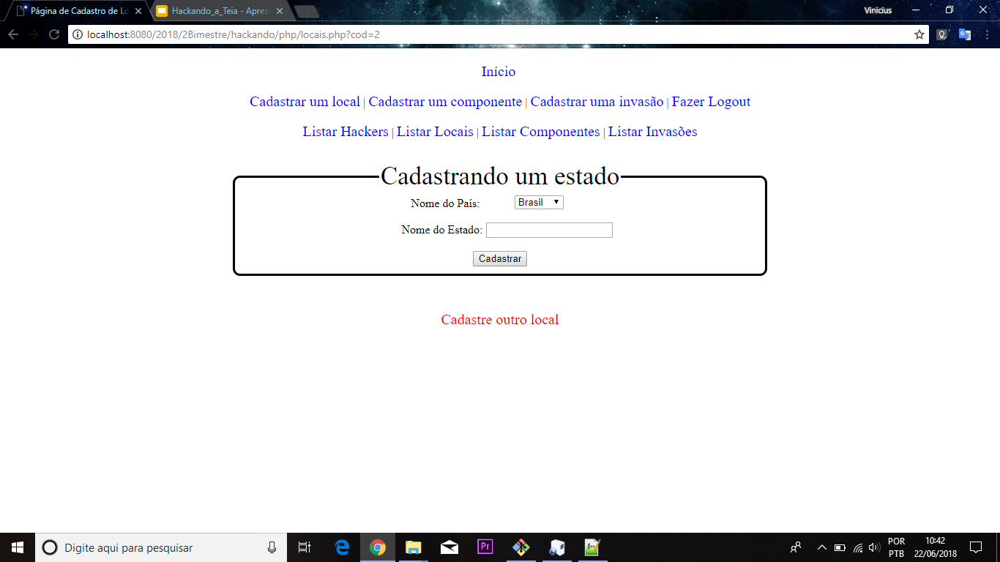 Página de Cadastro de Lo
Hackando_a_Teia - Apres
Vinicius
localhost:8080/2018/2Bimestre/hackando/php/locais.php?cod=2
Início
Cadastrar um local | Cadastrar um componente | Cadastrar uma invasão | Fazer Logout
Listar Hackers | Listar Locais | Listar Componentes | Listar Invasões
Cadastrando um estado
Nome do País: Brasil
Nome do Estado:
Cadastrar
Cadastre outro local
Digite aqui para pesquisar
Pr
POR
PTB
10:42
22/06/2018